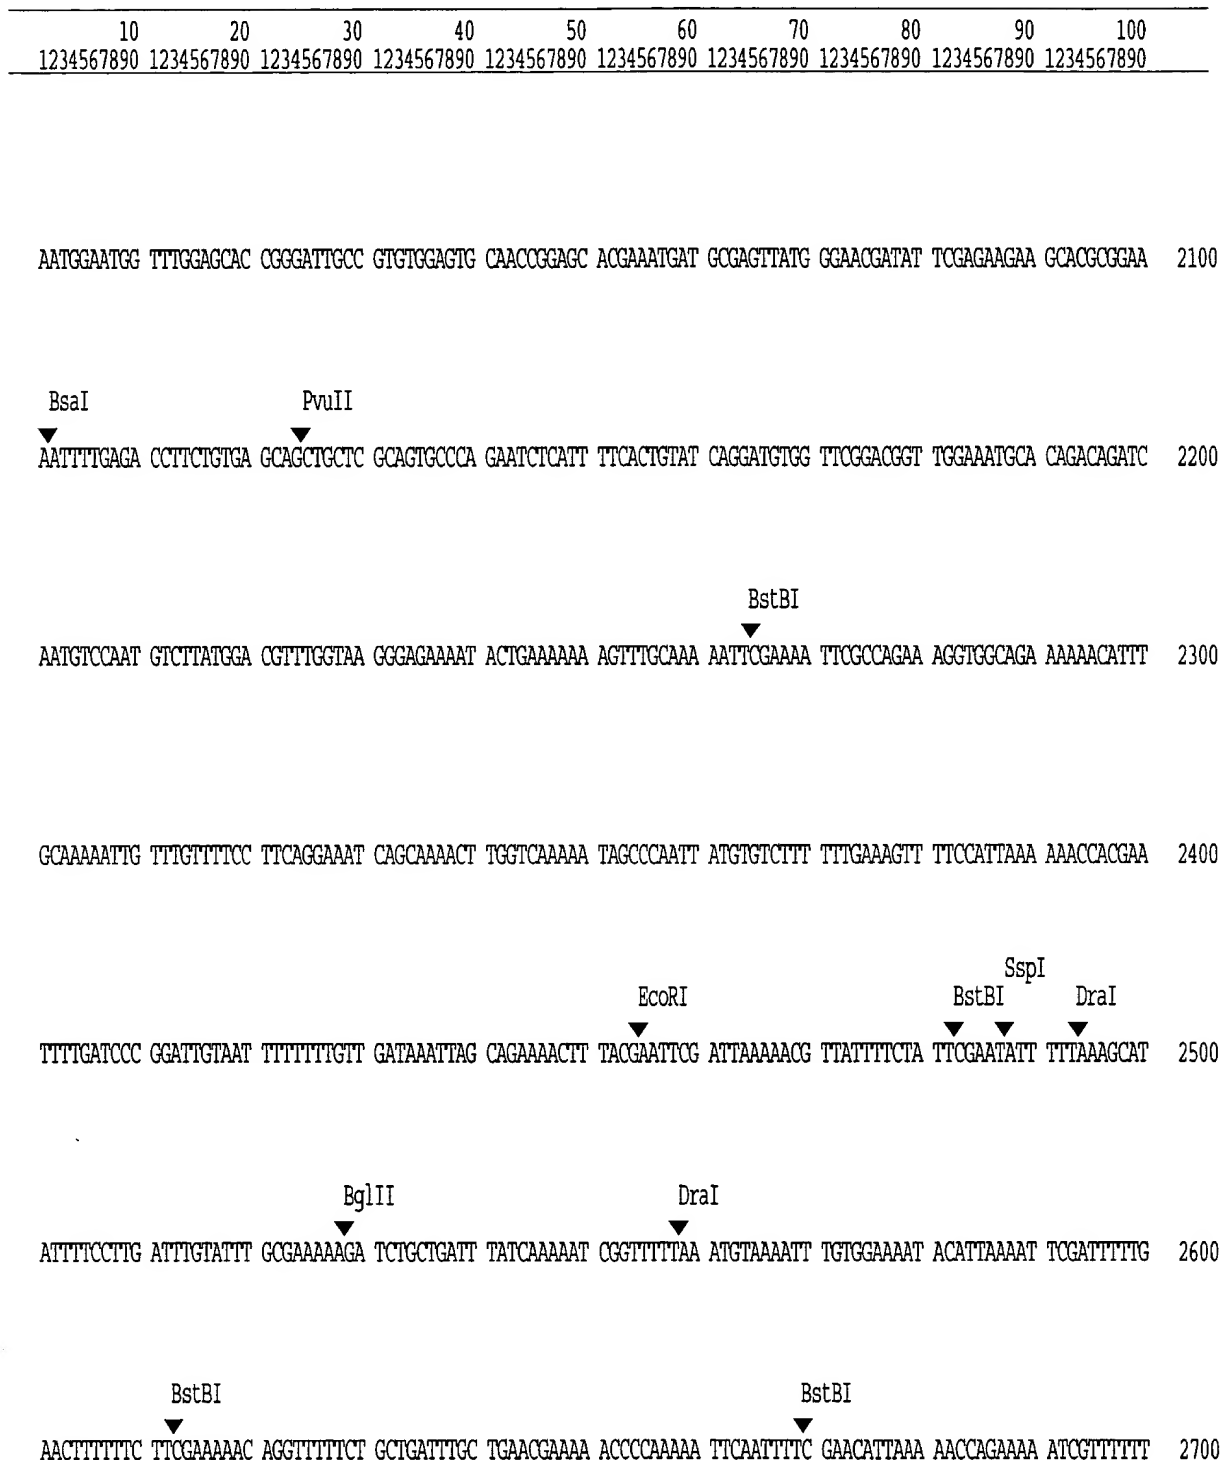 10 20 30 40 50 60 70 80 90 100
1234567890 1234567890 1234567890 1234567890 1234567890 1234567890 1234567890 1234567890 1234567890 1234567890
AATGGAATGG TTTGGAGCAC CGGGATTGCC GTGTGGAGTG CAACCGGAGC ACGAAATGAT GCGAGTTATG GGAACGATAT TCGAGAAGAA GCACGCGGAA 2100
BsaI PvuII
AATTTTGAGA CCTTCTGTGA GCAGCTGCTC GCAGTGCCCA GAATCTCATT TTCACTGTAT CAGGATGTGG TTCGGACGGT TGGAAATGCA CAGACAGATC 2200
BstBI
AATGTCCAAT GTCTTATGGA CGTTTGGTAA GGGAGAAAAT ACTGAAAAAA AGTTTGCAAA AATTCGAAAA TTCGCCAGAA AGGTGGCAGA AAAAACATTT 2300
GCAAAAATTG TTTGTTTTCC TTCAGGAAAT CAGCAAAACT TGGTCAAAAA TAGCCCAATT ATGTGTCTTT TTTGAAAGTT TTCCATTAAA AAACCACGAA 2400
SspI
EcoRI BstBI DraI
TTTTGATCCC GGATTGTAAT TTTTTTTGTT GATAAATTAG CAGAAAACTT TACGAATTCG ATTAAAAACG TTATTTTCTA TTCGAATATT TTTAAAGCAT 2500
BglII DraI
ATTTTCCTTG ATTTGTATTT GCGAAAAAGA TCTGCTGATT TATCAAAAAT CGGTTTTTAA ATGTAAAATT TGTGGAAAAT ACATTAAAAT TCGATTTTTG 2600
BstBI BstBI
AACTTTTTTC TTCGAAAAAC AGGTTTTTCT GCTGATTTGC TGAACGAAAA ACCCCAAAAA TTCAATTTTC GAACATTAAA AACCAGAAAA ATCGTTTTTT 2700